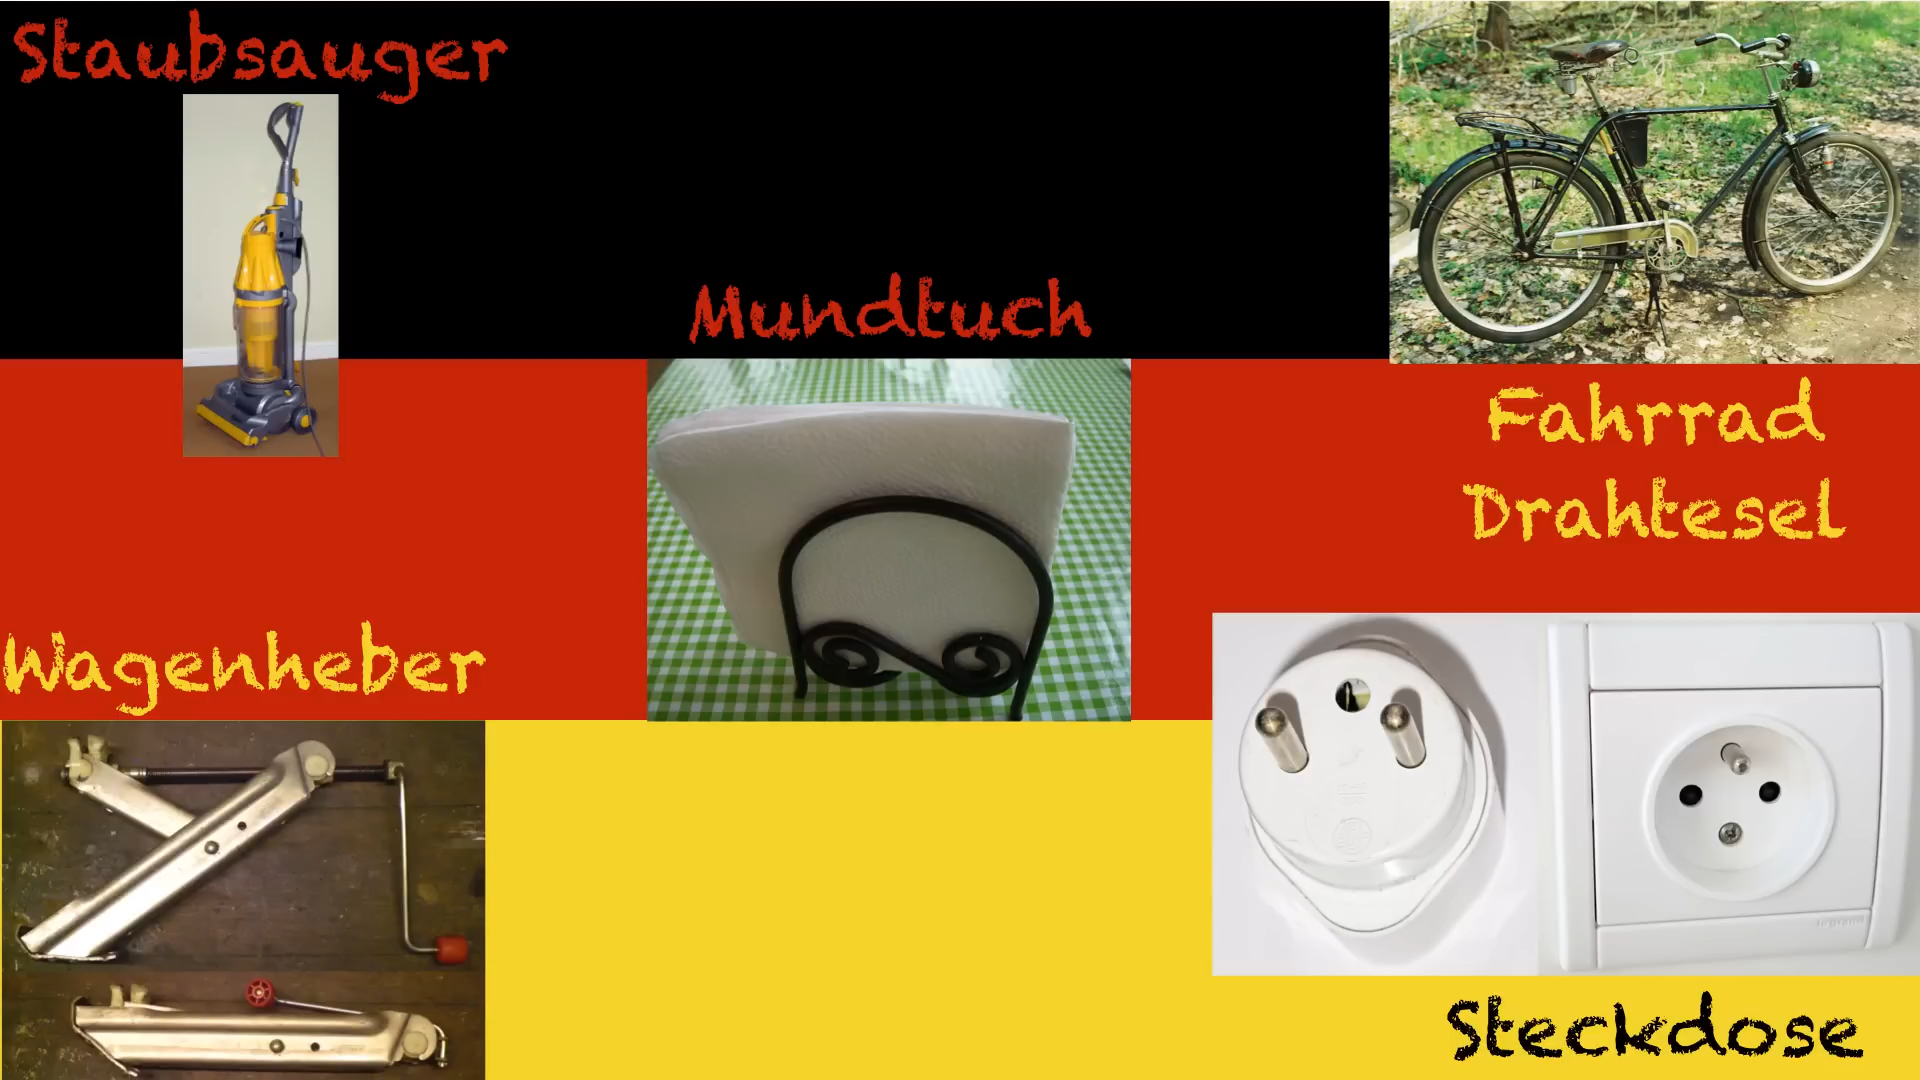 Staubsauger
Mundtuch
Fahrrad
Drahtesel
Wagenheber
Steckdose